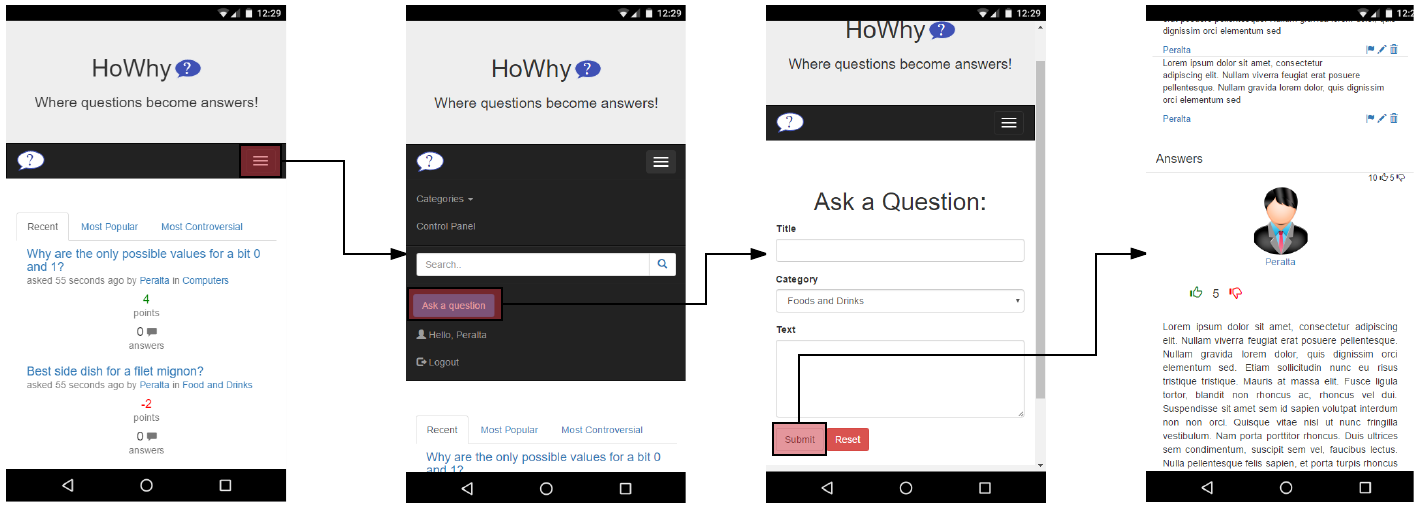 12:29
HoWhy ?
Where questions become answers!
?
Recent Most Popular Most Controversial
Why are the only possible values for a bit 0
and 1?
asked 55 seconds ago by Peralta in Computers
4
points
0
answers
Best side dish for a filet mignon?
asked 55 seconds ago by Peralta in Food and Drinks
-2
points
0
answers
12:29
HoWhy ?
Where questions become answers!
?
Categories
Control Panel
Search..
Ask a question
Hello, Peralta
Logout
Recent Most Popular Most Controversial
Why are the only possible values for a bit 0
and 1?
12:29
HoWhy ?
Where questions become answers!
?
Ask a Question:
Title
Category
Foods and Drinks
Text
Submit Reset
12:2
dignissim orci elementum sed
Peralta
Lorem ipsum dolor sit amet, consectetur
adipiscing elit. Nullam viverra feugiat erat posuere
pellentesque. Nullam gravida lorem dolor, quis dignissim
orci elementum sed
Peralta
Answers
10 5
Peralta
5
Lorem ipsum dolor sit amet, consectetur adipiscing
elit. Nullam viverra feugiat erat posuere pellentesque.
Nullam gravida lorem dolor, quis dignissim orci
elementum sed. Etiam sollicitudin nunc eu risus
tristique tristique. Mauris at massa elit. Fusce ligula
tortor, blandit non rhoncus ac, rhoncus vel dui.
Suspendisse sit amet sem id sapien volutpat interdum
non non orci. Quisque vitae nisl ut nunc fringilla
vestibulum. Nam porta porttitor rhoncus. Duis ultrices
sem condimentum, suscipit sem vel, faucibus lectus.
Nulla pellentesque felis sapien, et porta turpis rhoncus